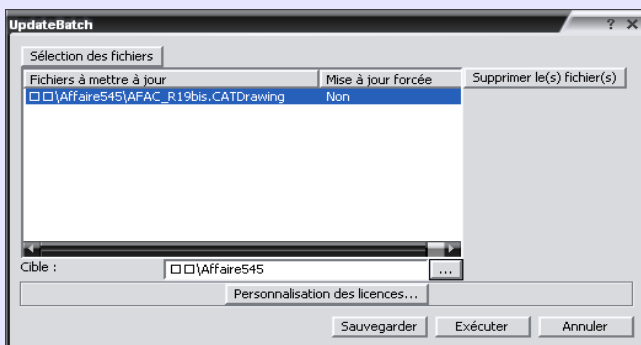 UpdateBatch
? X
Sélection des fichiers
Fichiers à mettre à jour Mise à jour forcée Supprimer le(s) fichier(s)
□□\Affaire545\AFAC_R19bis.CATDrawing Non
Cible : □□\Affaire545 ...
Personnalisation des licences...
Sauvegarder Exécuter Annuler